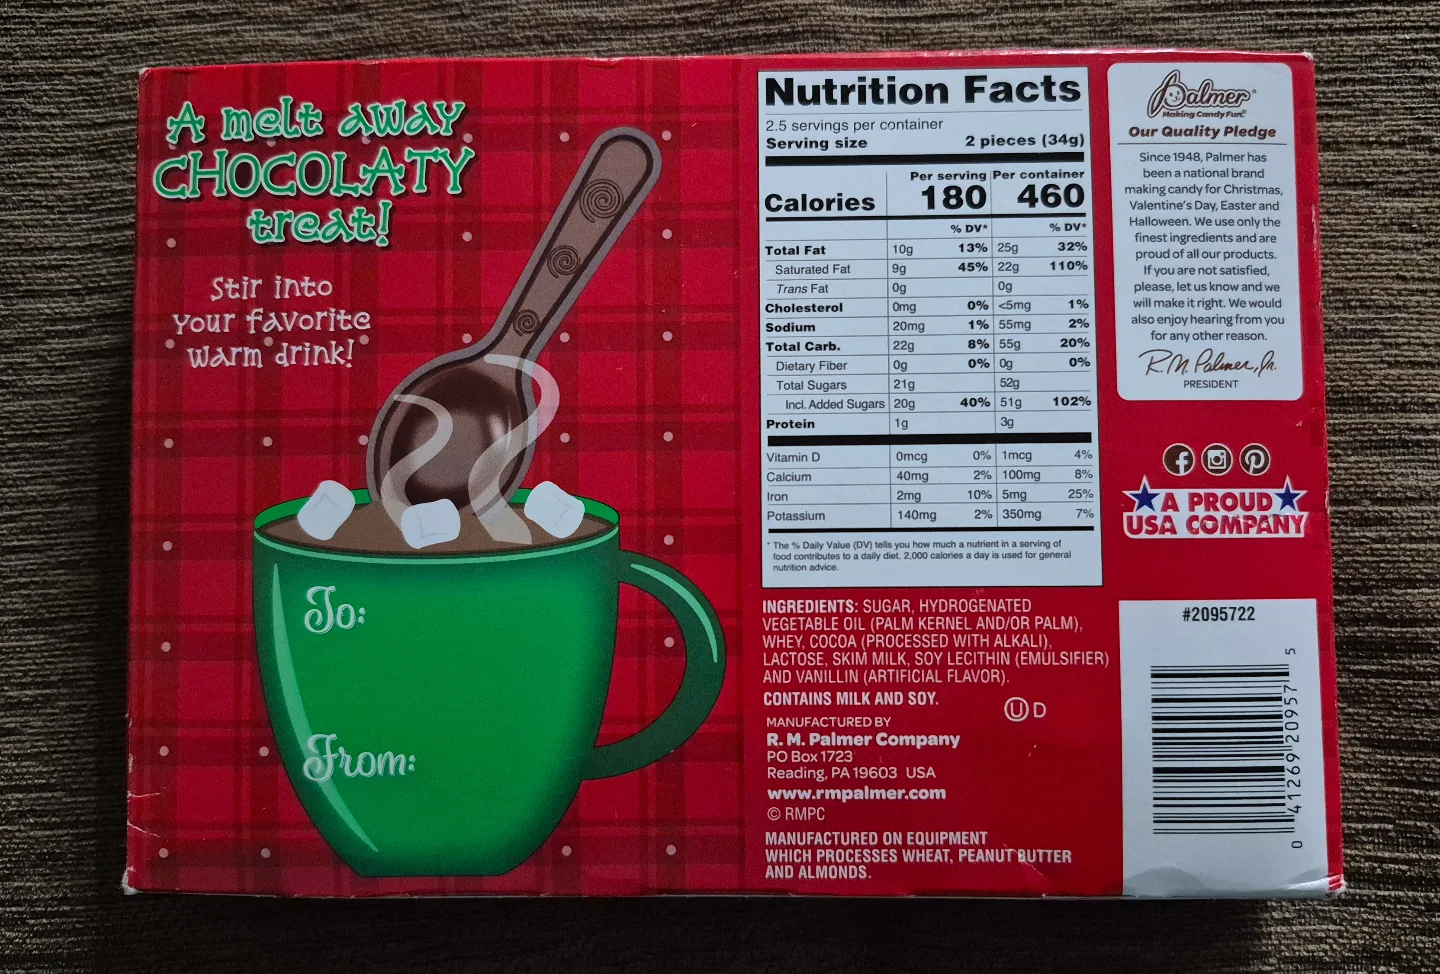 A melt away
CHOCOLATY
treat!
Stir into
your favorite
warm drink!
To:
From:
Nutrition Facts
2.5 servings per container
Serving size 2 pieces (34g)
Per serving Per container
Calories 180 460
% DV* % DV*
Total Fat 10g 13% 25g 32%
Saturated Fat 9g 45% 22g 110%
Trans Fat 0g 0g
Cholesterol 0mg 0% <5mg 1%
Sodium 20mg 1% 55mg 2%
Total Carb. 22g 8% 55g 20%
Dietary Fiber 0g 0% 0g 0%
Total Sugars 21g 52g
Incl. Added Sugars 20g 40% 51g 102%
Protein 1g 3g
Vitamin D 0mcg 0% 1mcg 4%
Calcium 40mg 2% 100mg 8%
Iron 2mg 10% 5mg 25%
Potassium 140mg 2% 350mg 7%
* The % Daily Value (DV) tells you how much a nutrient in a serving of
food contributes to a daily diet. 2,000 calories a day is used for general
nutrition advice.
INGREDIENTS: SUGAR, HYDROGENATED
VEGETABLE OIL (PALM KERNEL AND/OR PALM),
WHEY, COCOA (PROCESSED WITH ALKALI),
LACTOSE, SKIM MILK, SOY LECITHIN (EMULSIFIER)
AND VANILLIN (ARTIFICIAL FLAVOR).
CONTAINS MILK AND SOY.
U D
MANUFACTURED BY
R. M. Palmer Company
PO Box 1723
Reading, PA 19603 USA
www.rmpalmer.com
© RMPC
MANUFACTURED ON EQUIPMENT
WHICH PROCESSES WHEAT, PEANUT BUTTER
AND ALMONDS.
Palmer®
Making Candy Fun®
Our Quality Pledge
Since 1948, Palmer has
been a national brand
making candy for Christmas,
Valentine's Day, Easter and
Halloween. We use only the
finest ingredients and are
proud of all our products.
If you are not satisfied,
please, let us know and we
will make it right. We would
also enjoy hearing from you
for any other reason.
R.M. Palmer, Jr.
PRESIDENT
A PROUD
USA COMPANY
#2095722
0 41269 20957 5